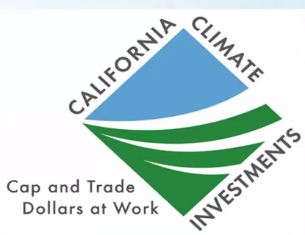 CALIFORNIA
CLIMATE
INVESTMENTS
Cap and Trade
Dollars at Work